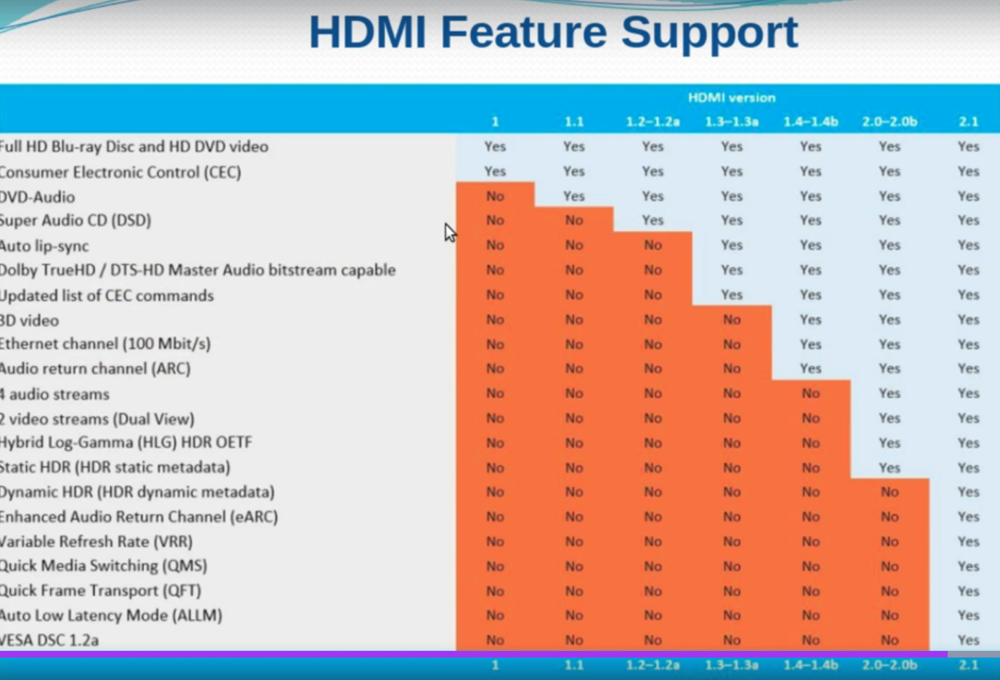 HDMI Feature Support
HDMI version
1 1.1 1.2–1.2a 1.3–1.3a 1.4–1.4b 2.0–2.0b 2.1
Full HD Blu-ray Disc and HD DVD video Yes Yes Yes Yes Yes Yes Yes
Consumer Electronic Control (CEC) Yes Yes Yes Yes Yes Yes Yes
DVD-Audio No Yes Yes Yes Yes Yes Yes
Super Audio CD (DSD) No No Yes Yes Yes Yes Yes
Auto lip-sync No No No Yes Yes Yes Yes
Dolby TrueHD / DTS-HD Master Audio bitstream capable No No No Yes Yes Yes Yes
Updated list of CEC commands No No No Yes Yes Yes Yes
3D video No No No No Yes Yes Yes
Ethernet channel (100 Mbit/s) No No No No Yes Yes Yes
Audio return channel (ARC) No No No No Yes Yes Yes
4 audio streams No No No No No Yes Yes
2 video streams (Dual View) No No No No No Yes Yes
Hybrid Log-Gamma (HLG) HDR OETF No No No No No Yes Yes
Static HDR (HDR static metadata) No No No No No Yes Yes
Dynamic HDR (HDR dynamic metadata) No No No No No No Yes
Enhanced Audio Return Channel (eARC) No No No No No No Yes
Variable Refresh Rate (VRR) No No No No No No Yes
Quick Media Switching (QMS) No No No No No No Yes
Quick Frame Transport (QFT) No No No No No No Yes
Auto Low Latency Mode (ALLM) No No No No No No Yes
VESA DSC 1.2a No No No No No No Yes
1 1.1 1.2–1.2a 1.3–1.3a 1.4–1.4b 2.0–2.0b 2.1